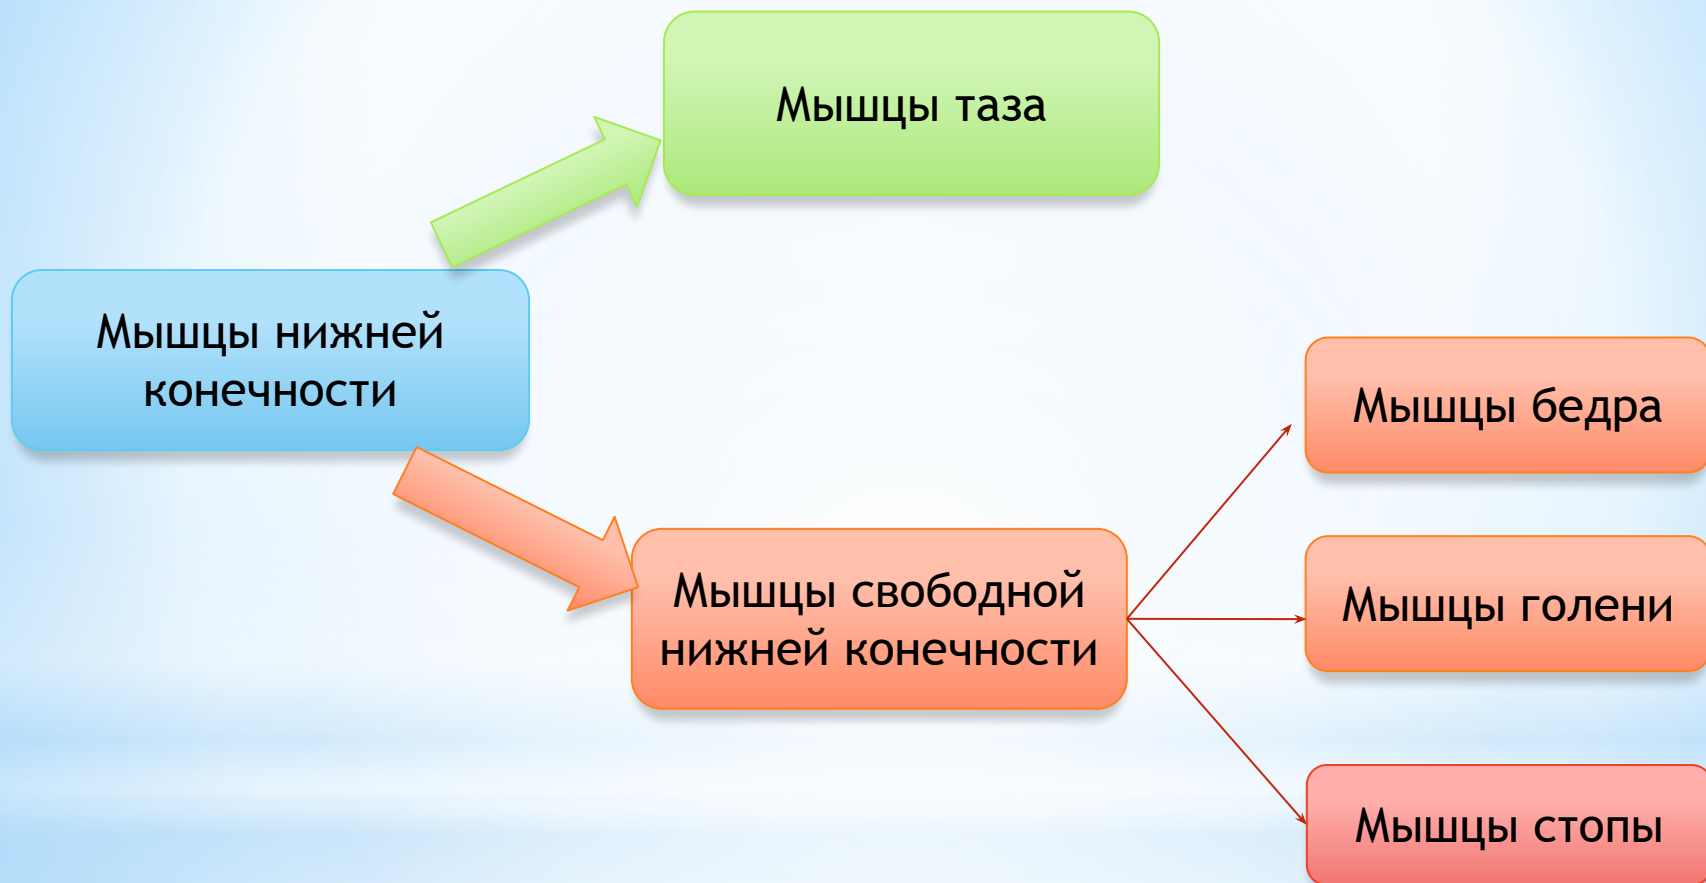 Мышцы таза
Мышцы нижней
конечности
Мышцы свободной
нижней конечности
Мышцы бедра
Мышцы голени
Мышцы стопы